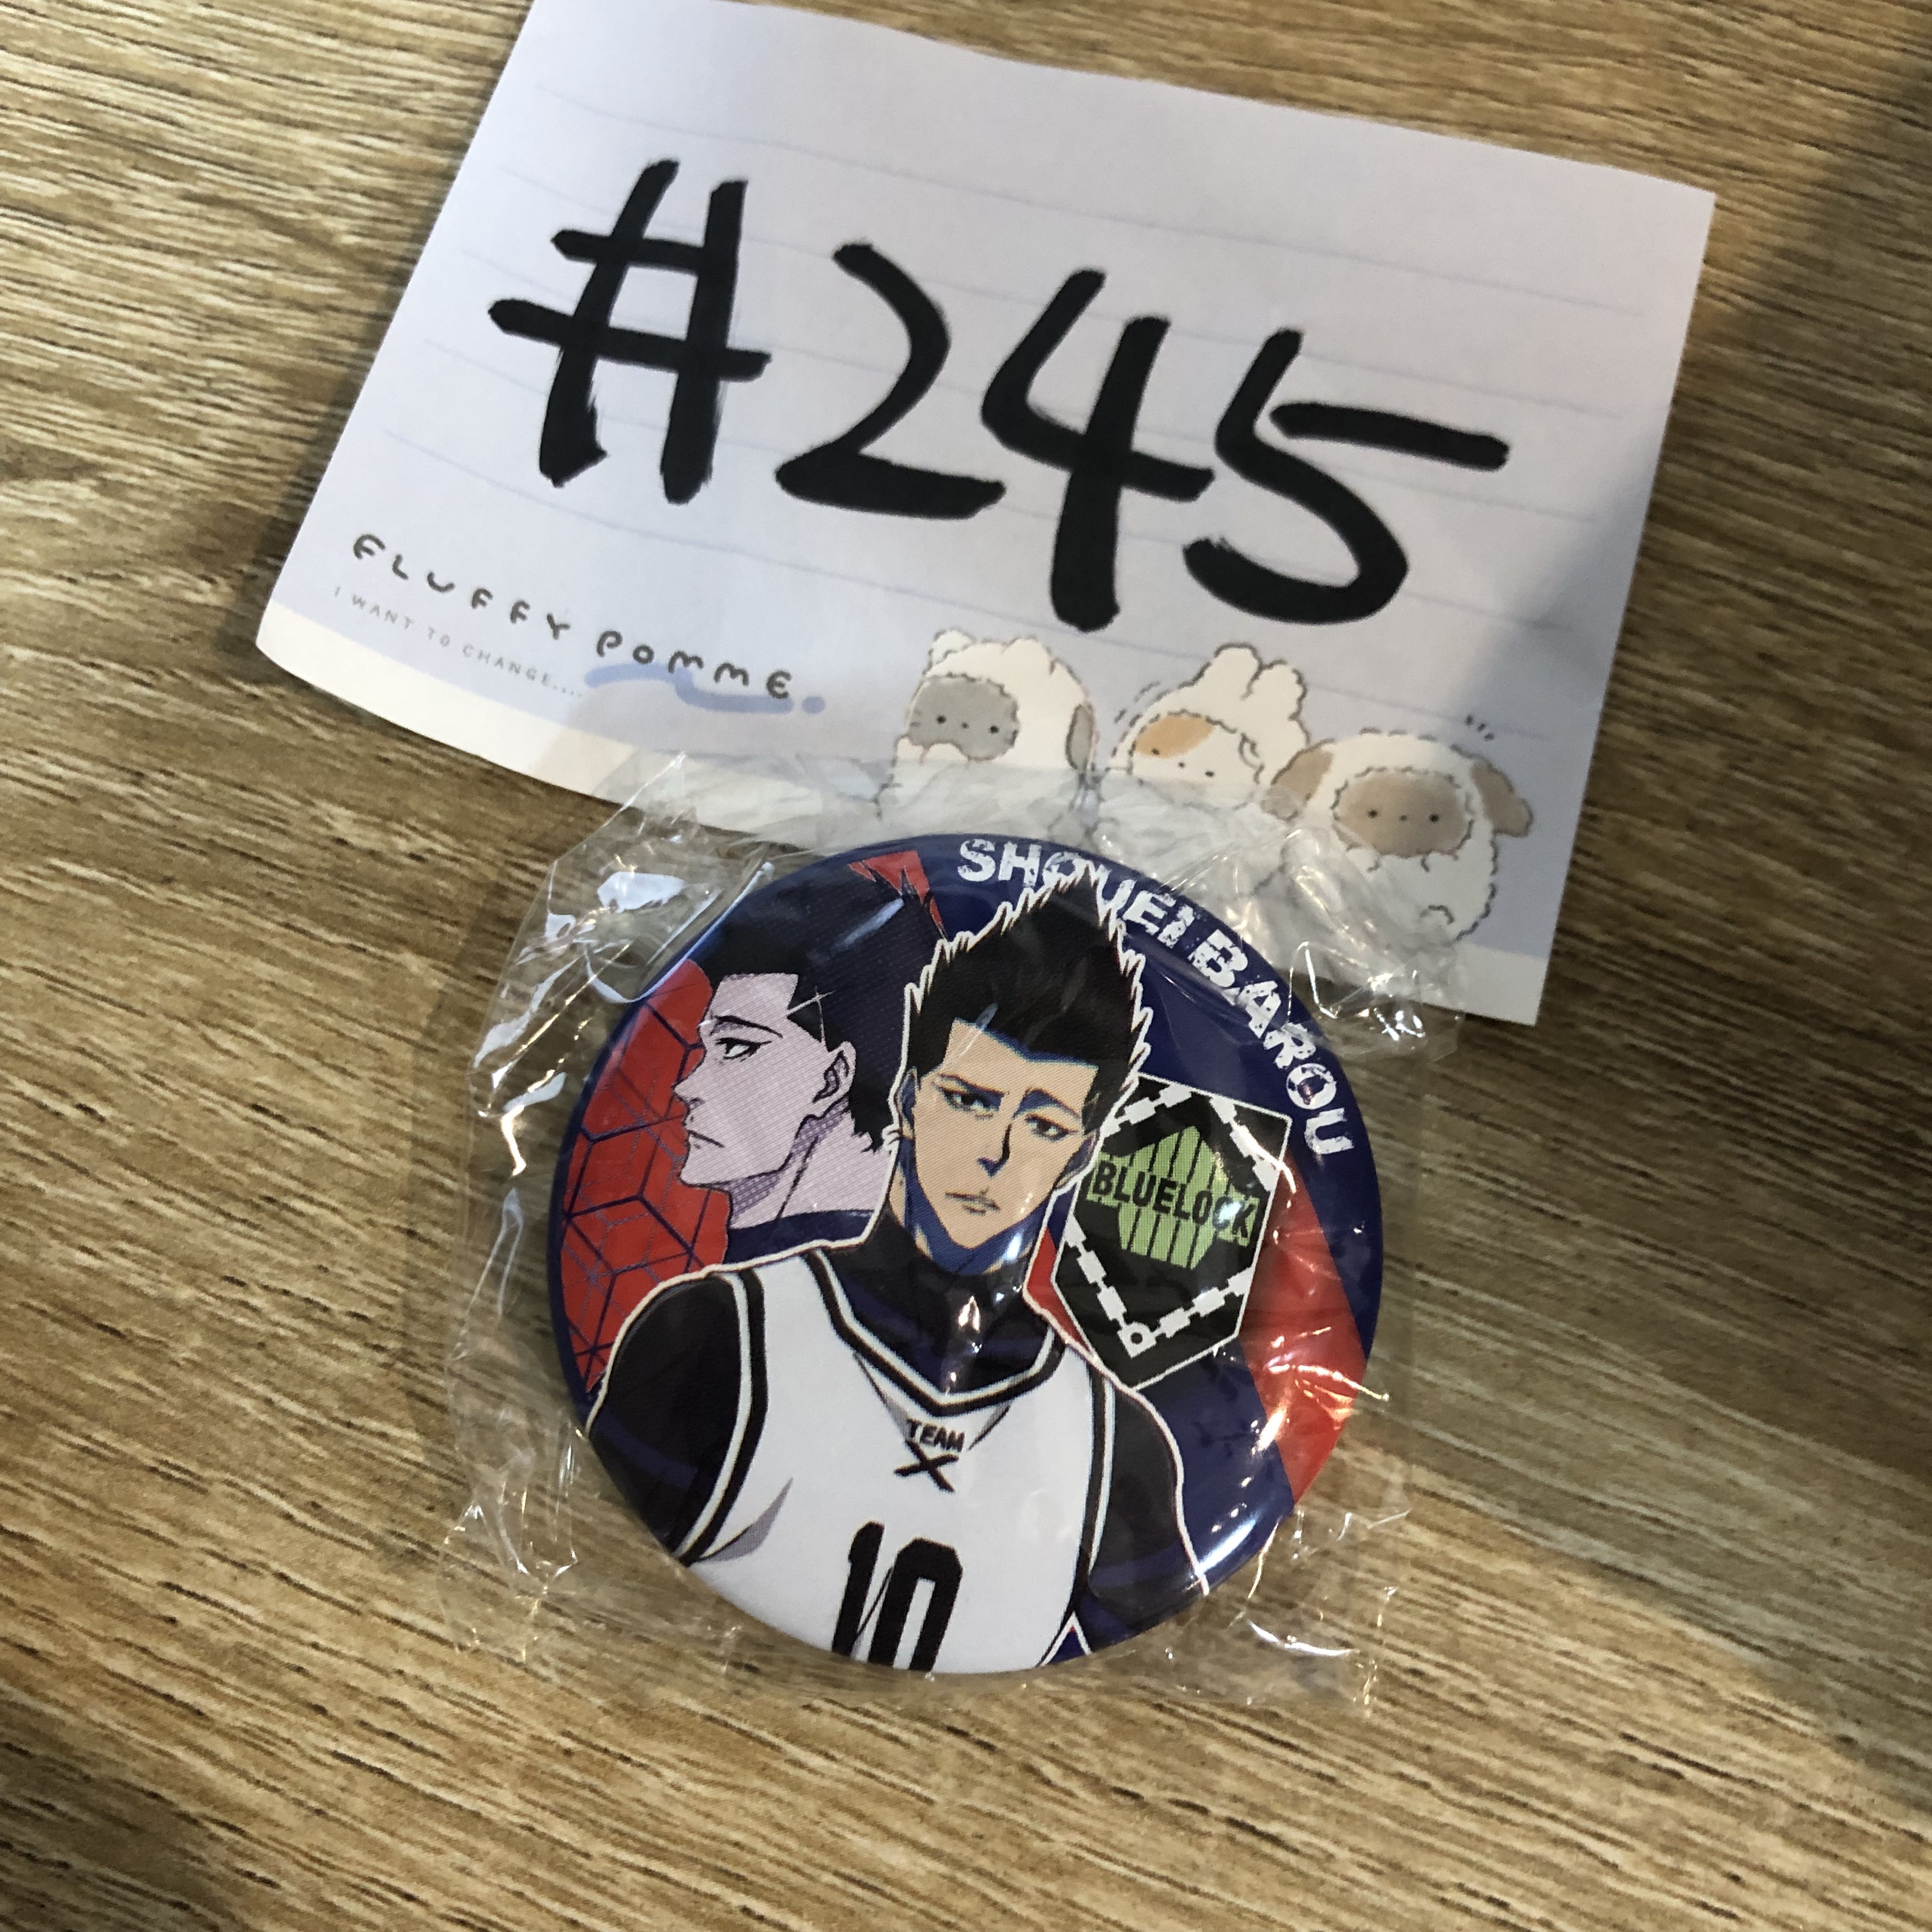 #245
FLUFFY POMME.
I WANT TO CHANGE....
SHOUEI BAROU
BLUELOCK
TEAM
X
10